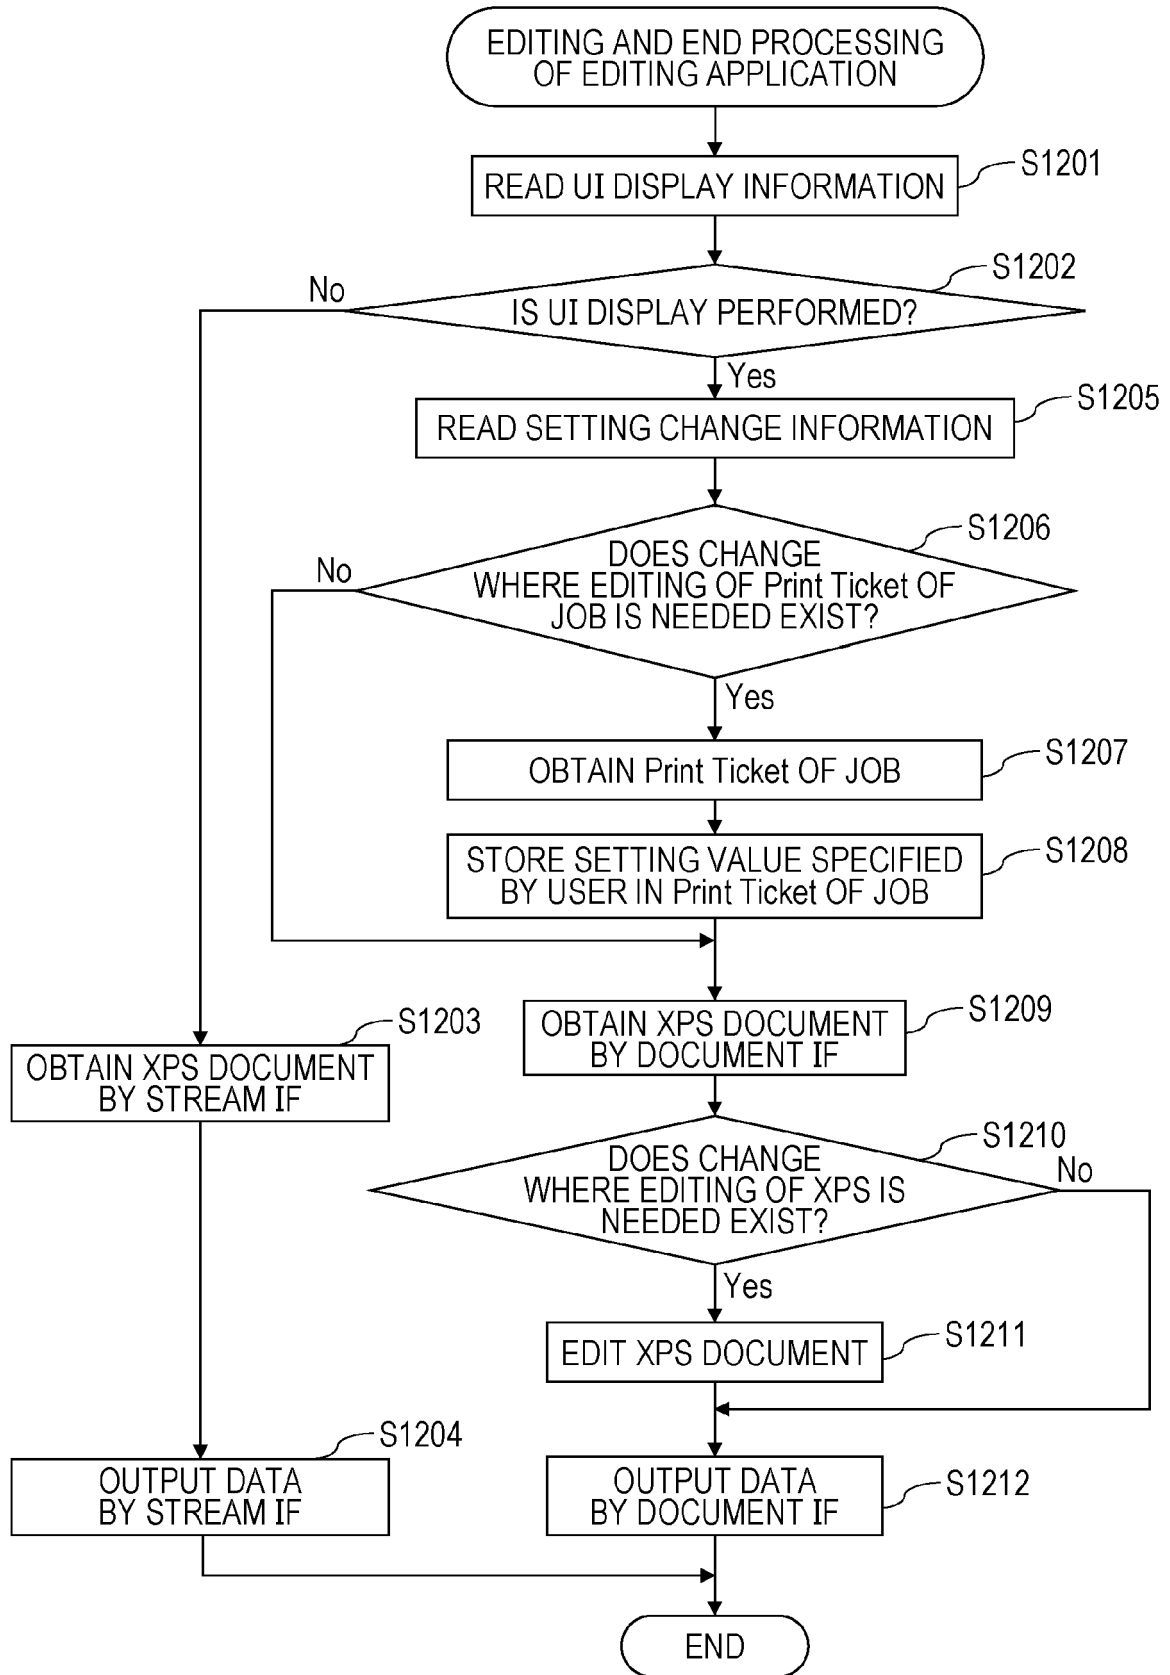 EDITING AND END PROCESSING
OF EDITING APPLICATION
S1201
READ UI DISPLAY INFORMATION
S1202
No
IS UI DISPLAY PERFORMED?
Yes
S1205
READ SETTING CHANGE INFORMATION
S1206
No
DOES CHANGE
WHERE EDITING OF Print Ticket OF
JOB IS NEEDED EXIST?
Yes
S1207
OBTAIN Print Ticket OF JOB
S1208
STORE SETTING VALUE SPECIFIED
BY USER IN Print Ticket OF JOB
S1209
OBTAIN XPS DOCUMENT
BY DOCUMENT IF
S1203
OBTAIN XPS DOCUMENT
BY STREAM IF
S1210
No
DOES CHANGE
WHERE EDITING OF XPS IS
NEEDED EXIST?
Yes
S1211
EDIT XPS DOCUMENT
S1204
OUTPUT DATA
BY STREAM IF
S1212
OUTPUT DATA
BY DOCUMENT IF
END